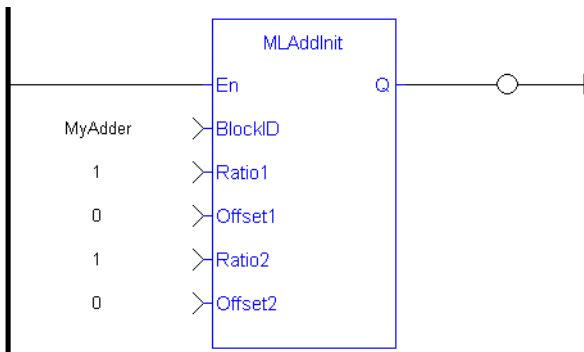 MLAddInit
En Q
MyAdder BlockID
1 Ratio1
0 Offset1
1 Ratio2
0 Offset2